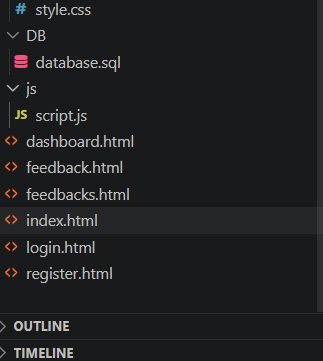 # style.css
DB
database.sql
js
JS script.js
<> dashboard.html
<> feedback.html
<> feedbacks.html
<> index.html
<> login.html
<> register.html
OUTLINE
TIMELINE